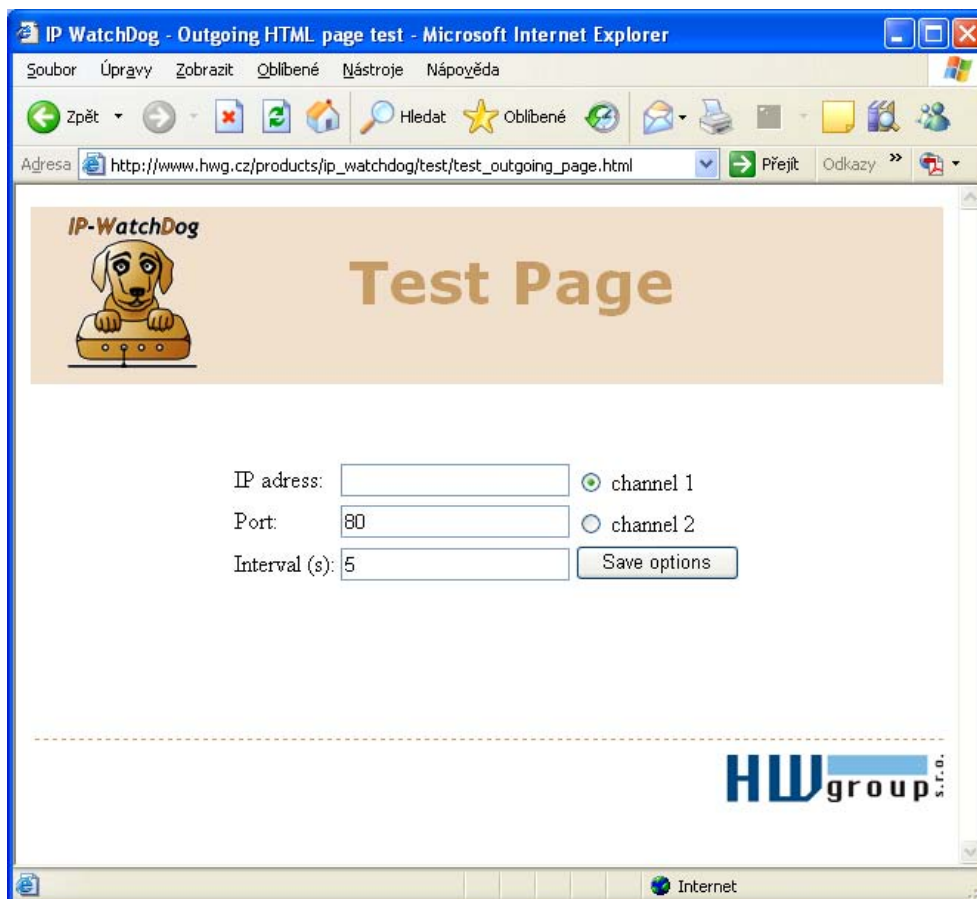 IP WatchDog - Outgoing HTML page test - Microsoft Internet Explorer
Soubor Úpravy Zobrazit Oblíbené Nástroje Nápověda
Zpět Hledat Oblíbené
Adresa http://www.hwg.cz/products/ip_watchdog/test/test_outgoing_page.html Přejít Odkazy »
IP-WatchDog
Test Page
IP adress: channel 1
Port: 80 channel 2
Interval (s): 5 Save options
HW group s.r.o.
Internet